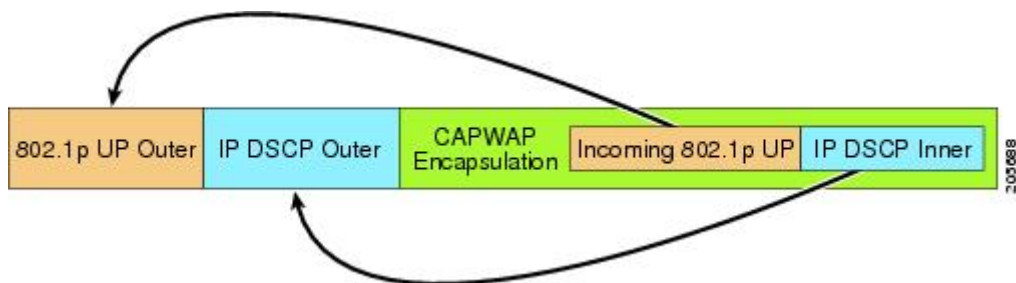 802.1p UP Outer
IP DSCP Outer
CAPWAP
Encapsulation
Incoming 802.1p UP
IP DSCP Inner
205688